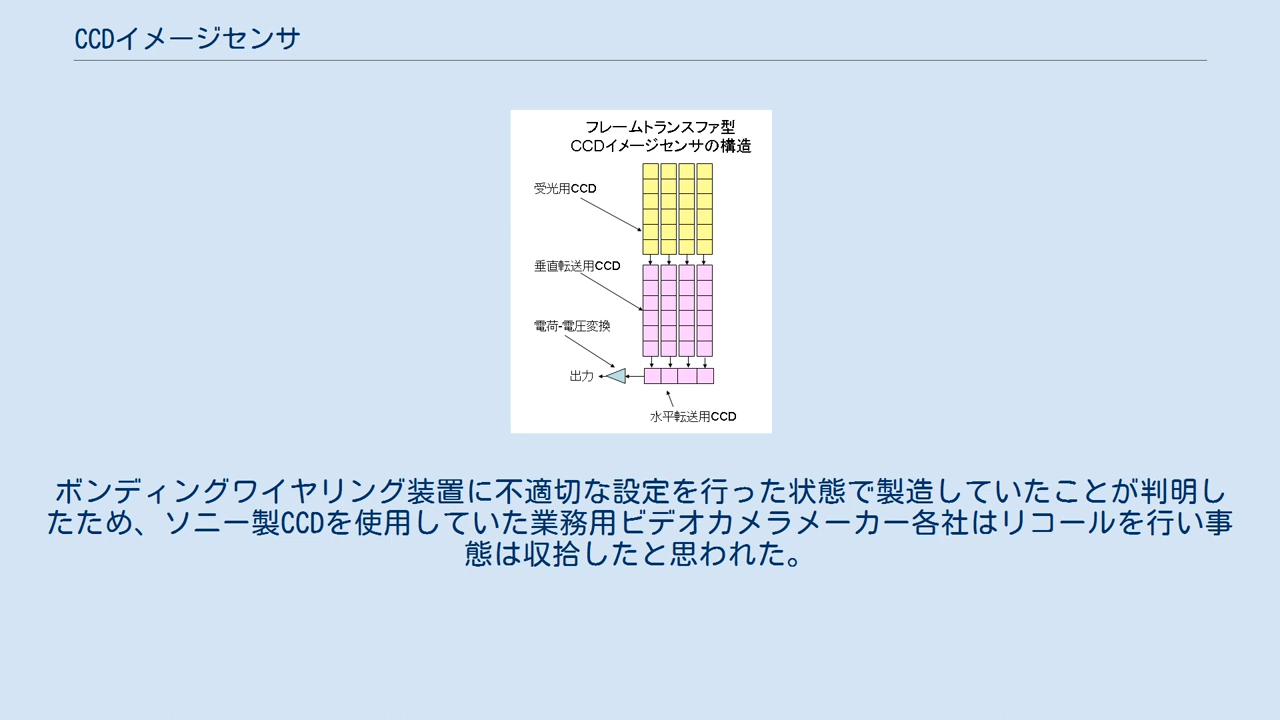 CCDイメージセンサ
フレームトランスファ型
CCDイメージセンサの構造
受光用CCD
垂直転送用CCD
電荷-電圧変換
出力
水平転送用CCD
ボンディングワイヤリング装置に不適切な設定を行った状態で製造していたことが判明し
たため、ソニー製CCDを使用していた業務用ビデオカメラメーカー各社はリコールを行い事
態は収拾したと思われた。